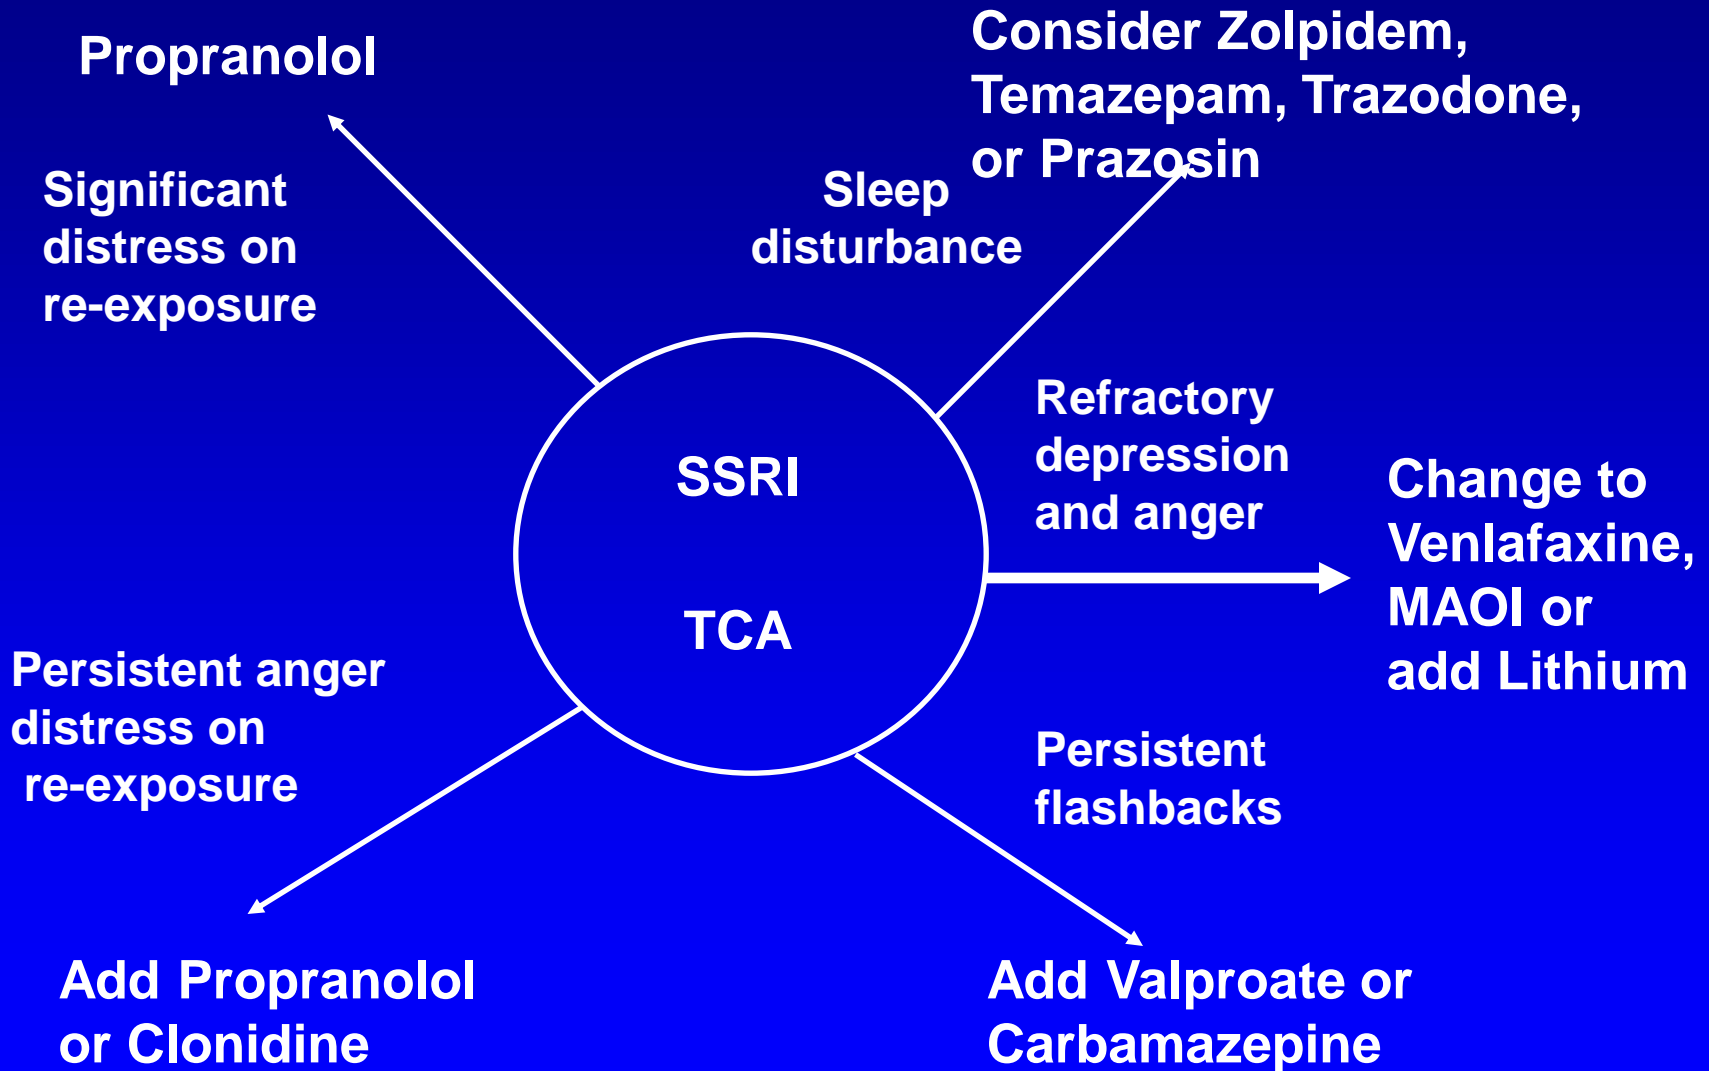 Propranolol
Significant
distress on
re-exposure
Consider Zolpidem,
Temazepam, Trazodone,
or Prazosin
Sleep
disturbance
SSRI
TCA
Refractory
depression
and anger
Change to
Venlafaxine,
MAOI or
add Lithium
Persistent anger
distress on
re-exposure
Add Propranolol
or Clonidine
Persistent
flashbacks
Add Valproate or
Carbamazepine